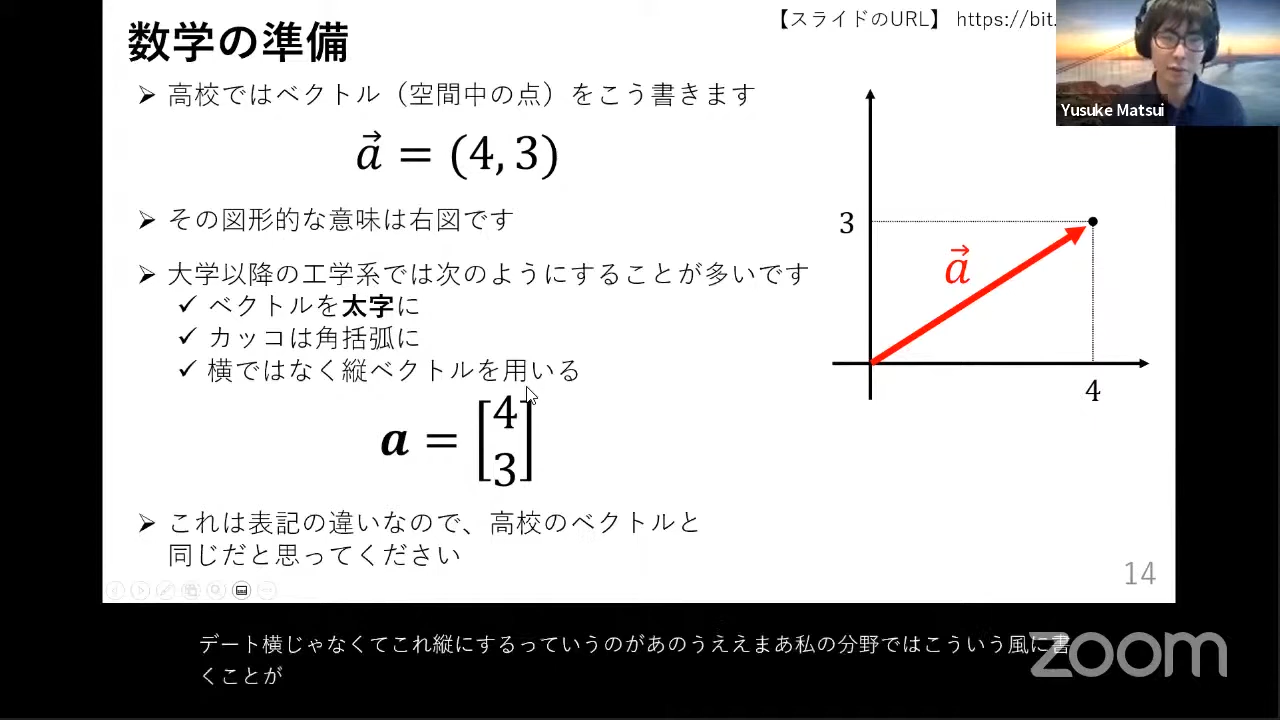 【スライドのURL】 https://bit.
数学の準備
Yusuke Matsui
➢ 高校ではベクトル（空間中の点）をこう書きます
a⃗ = (4, 3)
➢ その図形的な意味は右図です
➢ 大学以降の工学系では次のようにすることが多いです
✓ ベクトルを太字に
✓ カッコは角括弧に
✓ 横ではなく縦ベクトルを用いる
a = [4
3]
➢ これは表記の違いなので、高校のベクトルと
同じだと思ってください
3
a⃗
4
14
デート横じゃなくてこれ縦にするっていうのがあのうええまあ私の分野ではこういう風に書
くことが
zoom